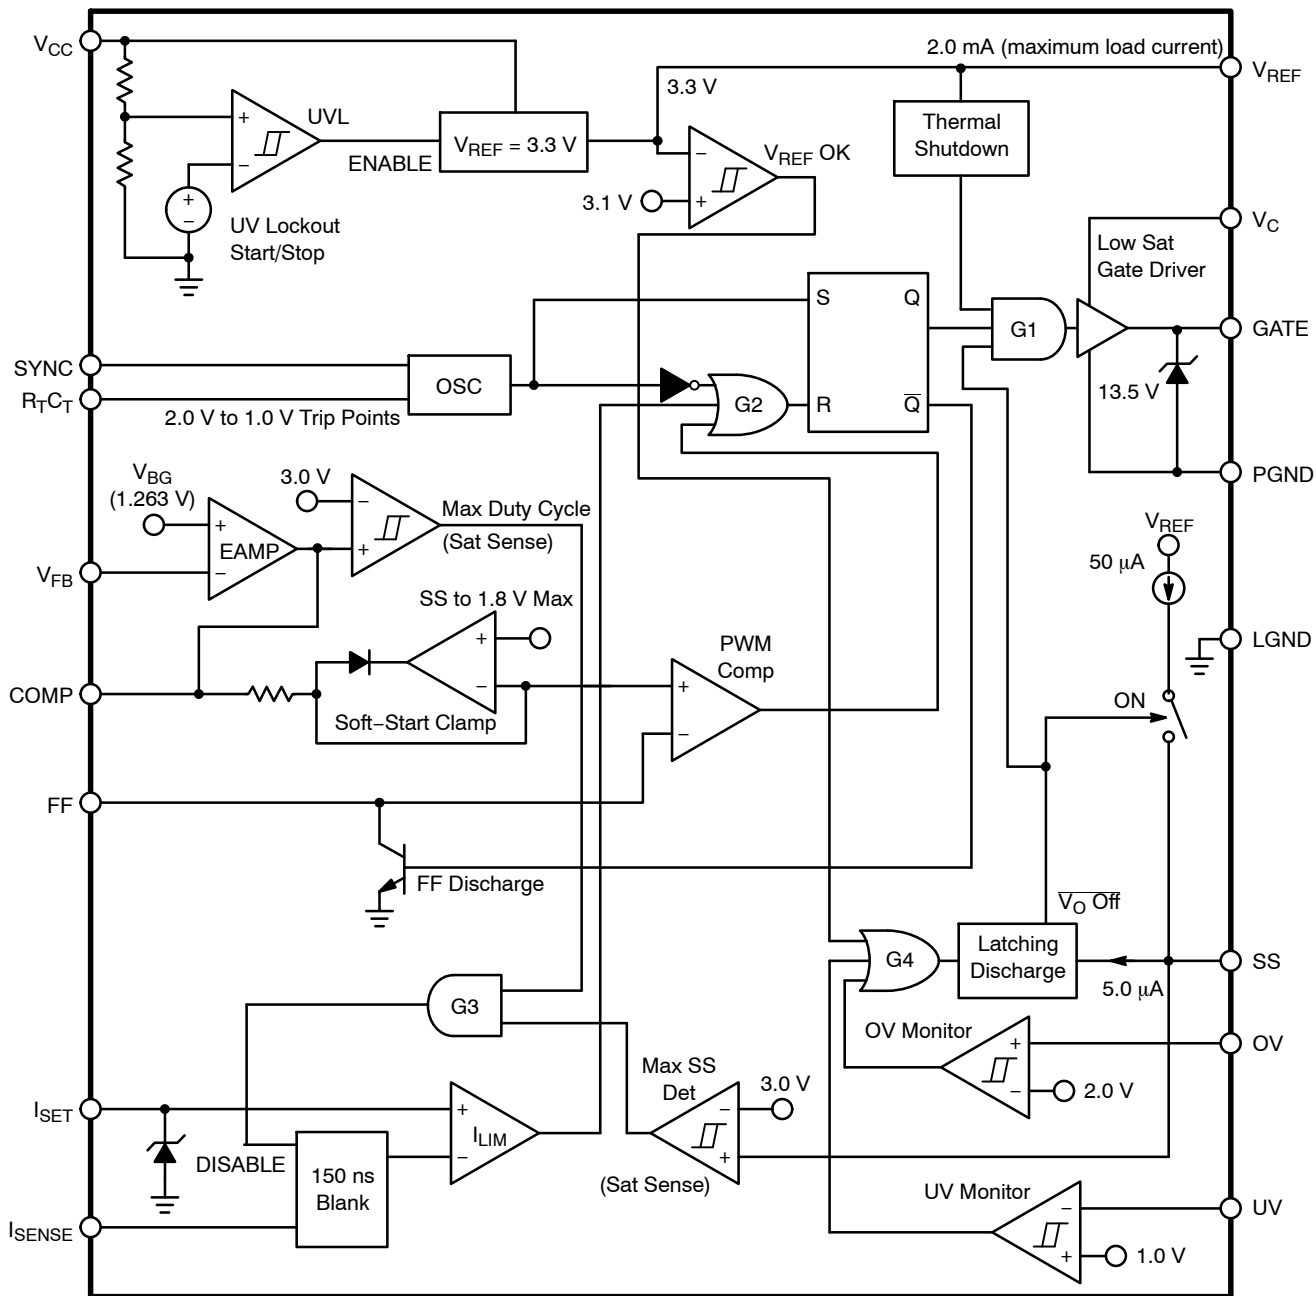 V_CC
2.0 mA (maximum load current)
V_REF
3.3 V
+
UVL
−
ENABLE
V_REF = 3.3 V
−
+
V_REF OK
3.1 V
Thermal
Shutdown
+
−
UV Lockout
Start/Stop
V_C
Low Sat
Gate Driver
S
Q
G1
GATE
SYNC
OSC
R_TC_T
2.0 V to 1.0 V Trip Points
G2
R
Q̅
13.5 V
V_BG
(1.263 V)
3.0 V
−
+
Max Duty Cycle
(Sat Sense)
PGND
+
EAMP
−
V_FB
V_REF
50 μA
SS to 1.8 V Max
+
−
Soft−Start Clamp
PWM
Comp
+
−
LGND
COMP
ON
FF
FF Discharge
V̅_O̅ ̅O̅f̅f̅
G4
Latching
Discharge
5.0 μA
SS
G3
OV Monitor
+
−
OV
2.0 V
Max SS
Det
3.0 V
−
+
(Sat Sense)
I_SET
+
I_LIM
−
DISABLE
150 ns
Blank
I_SENSE
UV Monitor
−
+
UV
1.0 V